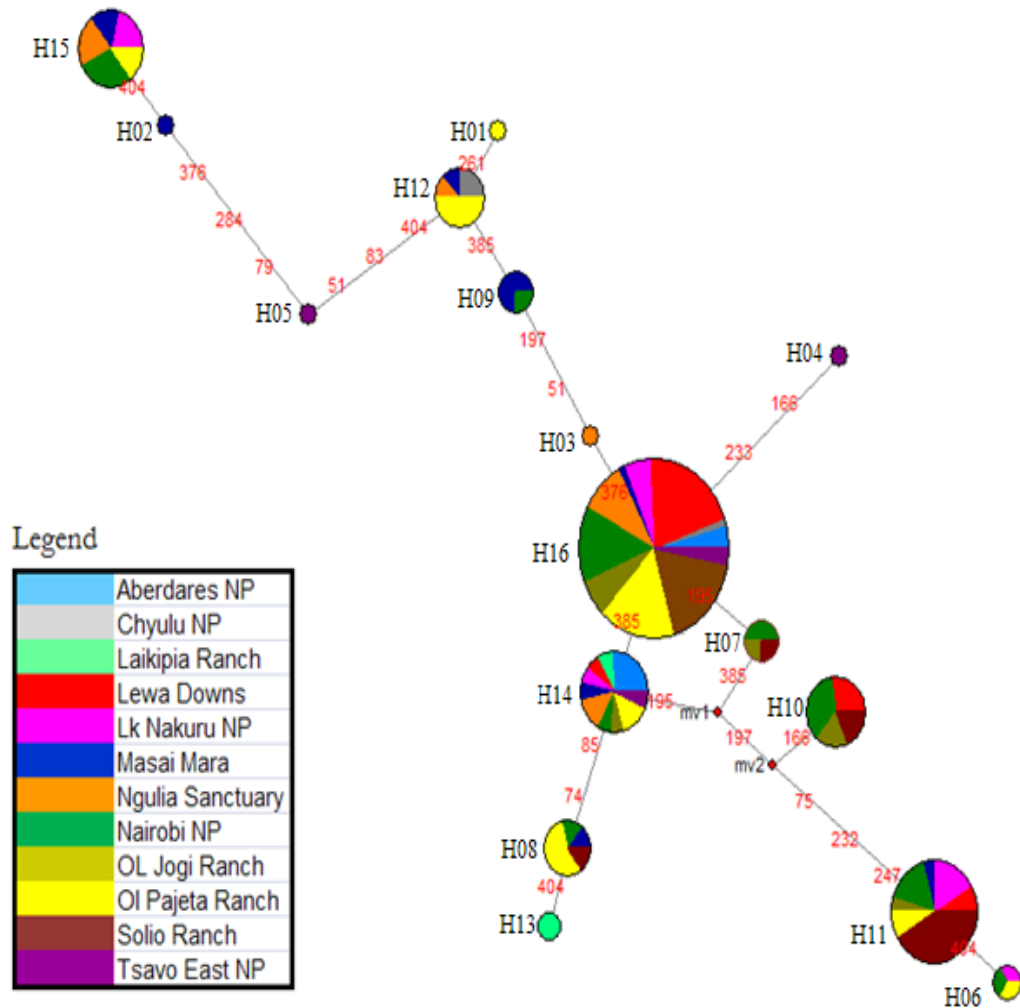 H15
404
H02
376
284
79
H05
51
83
404
H01
261
H12
385
H09
197
51
H03
H04
166
233
376
H16
195
385
H07
385
H14
195
mv1
H10
197
166
mv2
85
74
75
232
H08
404
H13
247
H11
404
H06
Legend
Aberdares NP
Chyulu NP
Laikipia Ranch
Lewa Downs
Lk Nakuru NP
Masai Mara
Ngulia Sanctuary
Nairobi NP
OL Jogi Ranch
Ol Pajeta Ranch
Solio Ranch
Tsavo East NP